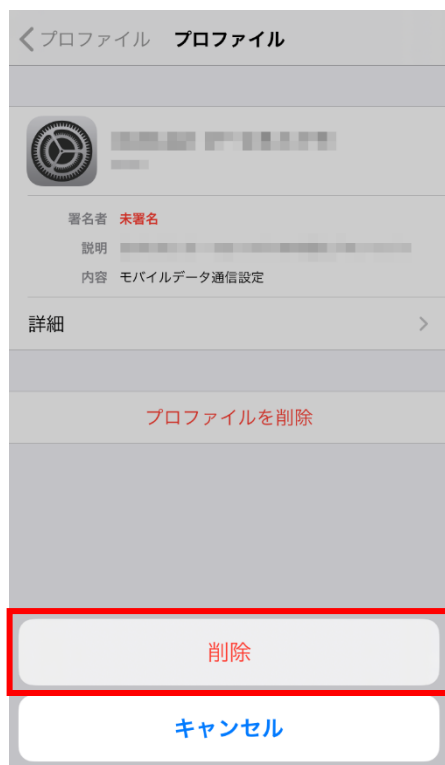 プロファイル プロファイル
署名者 未署名
説明
内容 モバイルデータ通信設定
詳細
プロファイルを削除
削除
キャンセル